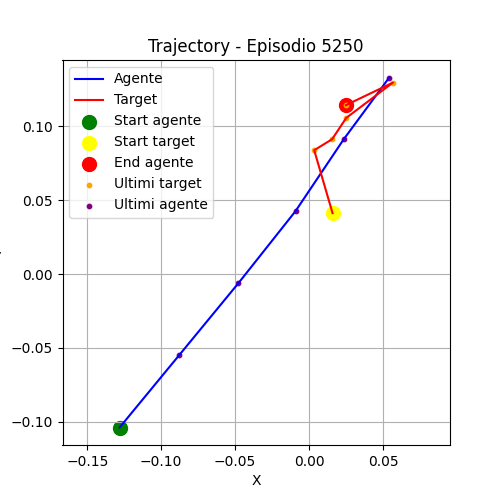 Trajectory - Episodio 5250
Agente
Target
Start agente
Start target
End agente
Ultimi target
Ultimi agente
0.10
0.05
0.00
−0.05
−0.10
−0.15
−0.10
−0.05
0.00
0.05
X